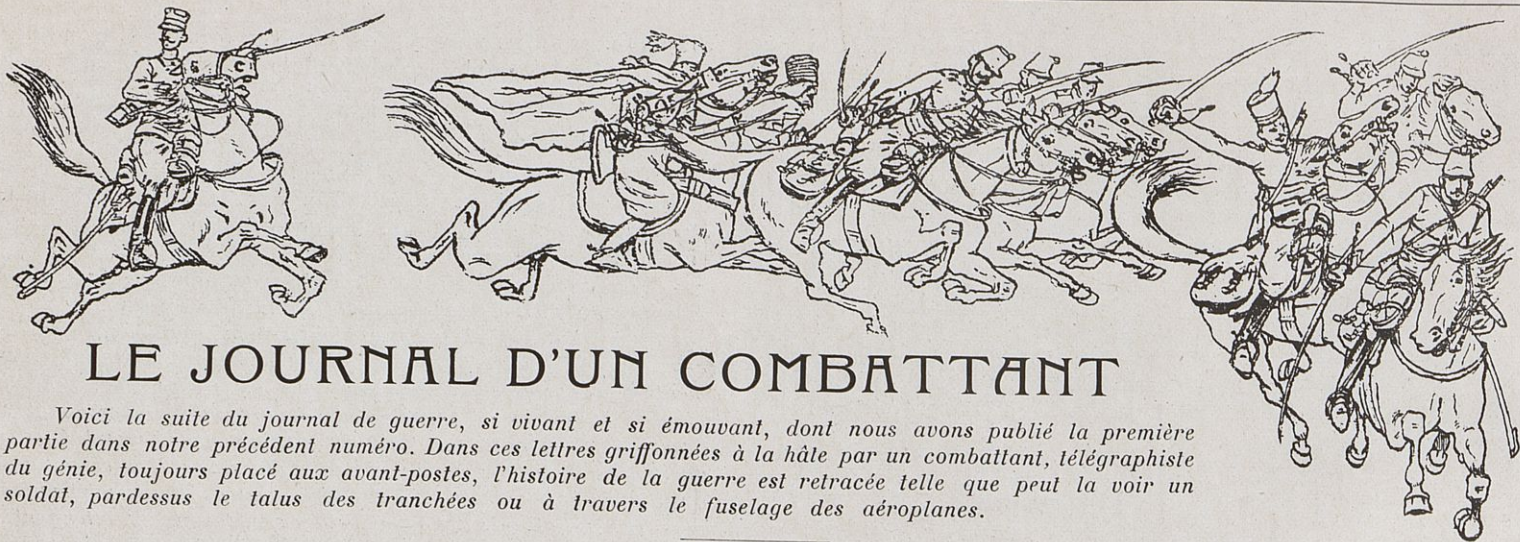 LE JOURNAL D'UN COMBATTANT
Voici la suite du journal de guerre, si vivant et si émouvant, dont nous avons publié la première
partie dans notre précédent numéro. Dans ces lettres griffonnées à la hâte par un combattant, télégraphiste
du génie, toujours placé aux avant-postes, l'histoire de la guerre est retracée telle que peut la voir un
soldat, pardessus le talus des tranchées ou à travers le fuselage des aéroplanes.